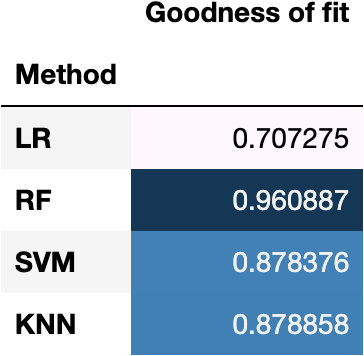 Goodness of fit
Method
LR 0.707275
RF 0.960887
SVM 0.878376
KNN 0.878858